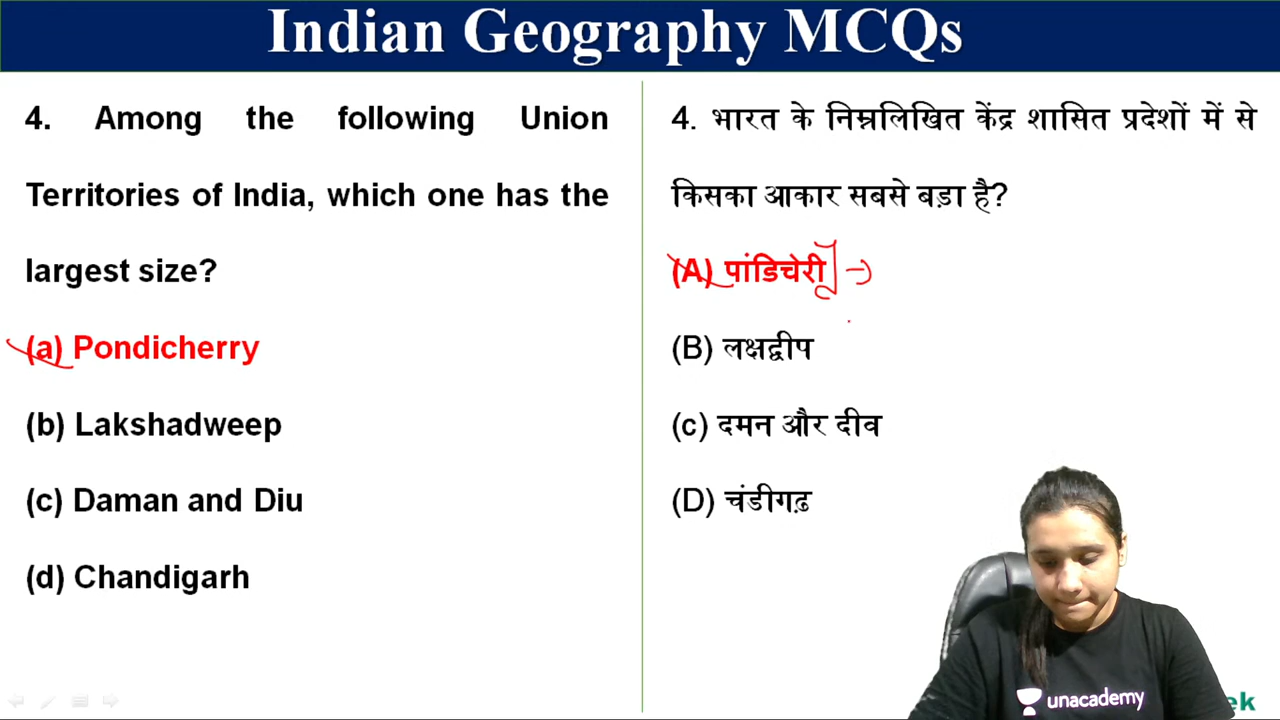 Indian Geography MCQs
4. Among the following Union
Territories of India, which one has the
largest size?
(a) Pondicherry
(b) Lakshadweep
(c) Daman and Diu
(d) Chandigarh
4. भारत के निम्नलिखित केंद्र शासित प्रदेशों में से
किसका आकार सबसे बड़ा है?
(A) पांडिचेरी
(B) लक्षद्वीप
(c) दमन और दीव
(D) चंडीगढ़
unacademy